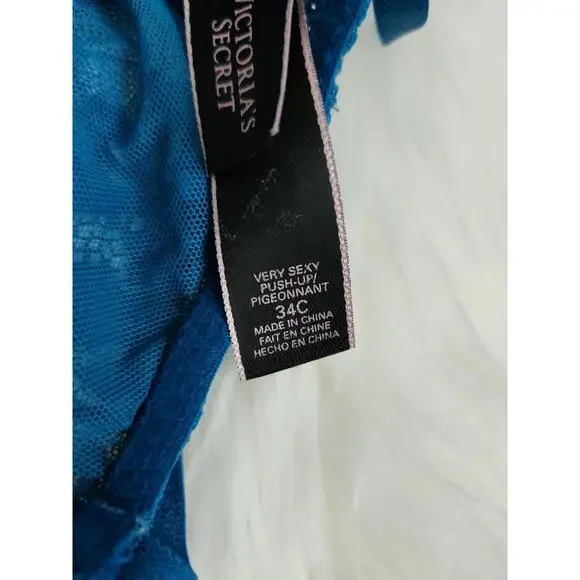 VICTORIA'S
SECRET
VERY SEXY
PUSH-UP/
PIGEONNANT
34C
MADE IN CHINA
FAIT EN CHINE
HECHO EN CHINA